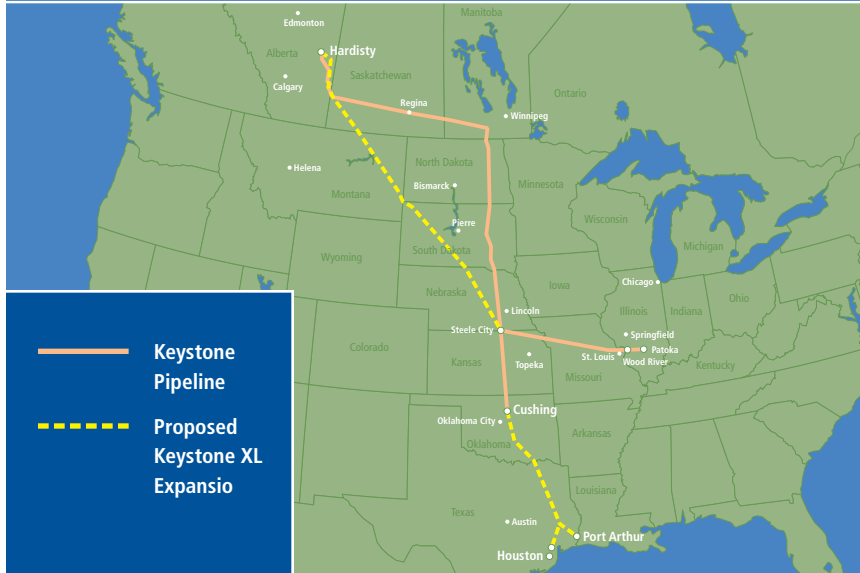 Manitoba
Edmonton
Hardisty
Alberta
Saskatchewan
Calgary
Ontario
Regina
Winnipeg
Helena
North Dakota
Bismarck
Minnesota
Montana
Pierre
Wisconsin
South Dakota
Michigan
Wyoming
Chicago
Iowa
Nebraska
Ohio
Illinois
Indiana
Lincoln
Steele City
Springfield
Colorado
St. Louis
Patoka
Kansas
Topeka
Wood River
Kentucky
Missouri
Cushing
Oklahoma City
Arkansas
Oklahoma
Louisiana
Texas
Austin
Port Arthur
Houston
Keystone
Pipeline
Proposed
Keystone XL
Expansio